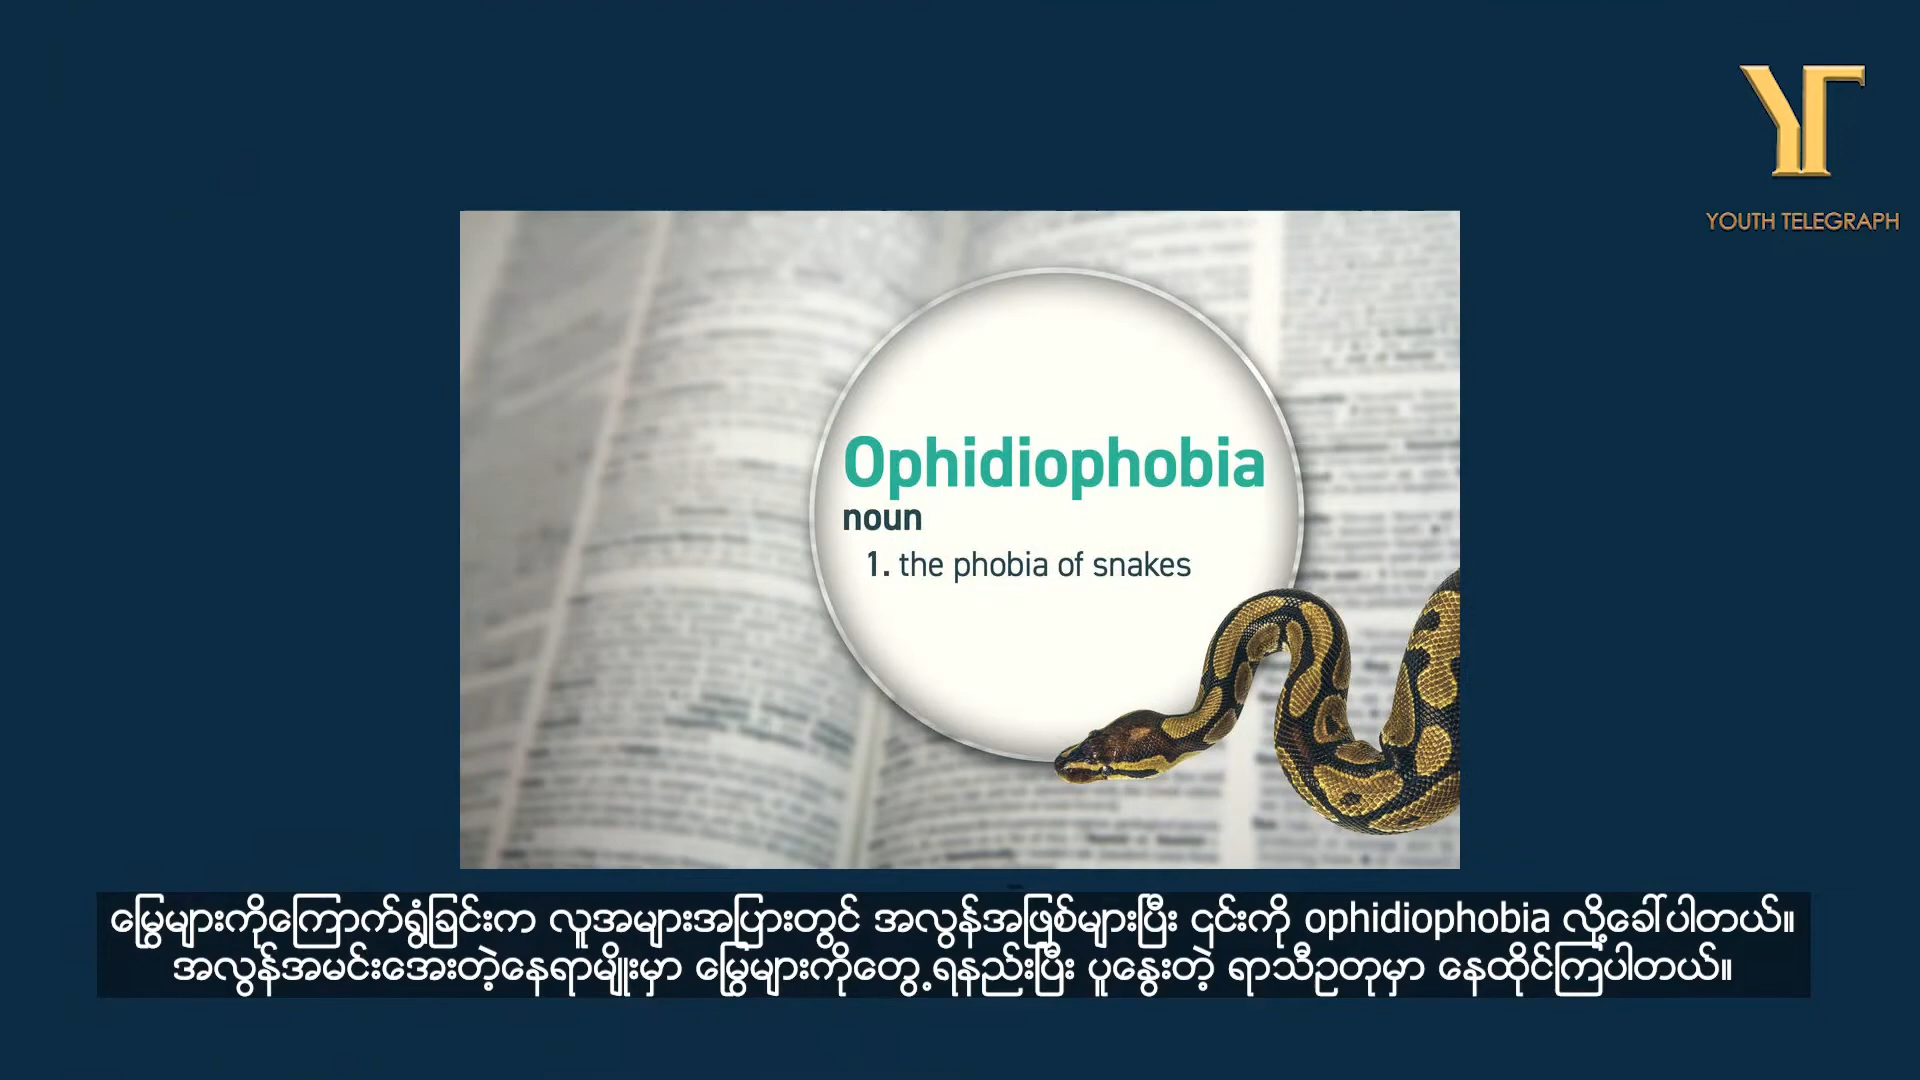 YT
YOUTH TELEGRAPH
Ophidiophobia
noun
1. the phobia of snakes
မြွေများကိုကြောက်ရွံ့ခြင်းက လူအများအပြားတွင် အလွန်အဖြစ်များပြီး ၎င်းကို ophidiophobia လို့ခေါ်ပါတယ်။
အလွန်အမင်းအေးတဲ့နေရာမျိုးမှာ မြွေများကိုတွေ့ရနည်းပြီး ပူနွေးတဲ့ ရာသီဥတုမှာ နေထိုင်ကြပါတယ်။